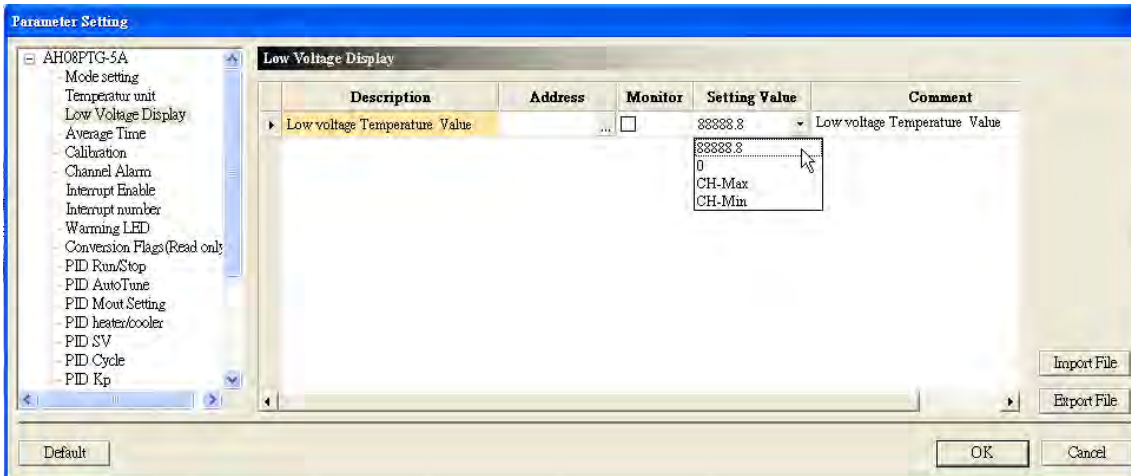 Parameter Setting
AH08PTG-5A
Mode setting
Temperatur unit
Low Voltage Display
Average Time
Calibration
Channel Alarm
Interrupt Enable
Interrupt number
Warming LED
Conversion Flags(Read only
PID Run/Stop
PID AutoTune
PID Mout Setting
PID heater/cooler
PID SV
PID Cycle
PID Kp
Low Voltage Display
Description Address Monitor Setting Value Comment
Low voltage Temperature Value ... 88888.8 Low voltage Temperature Value
88888.8
0
CH-Max
CH-Min
Import File
Export File
Default OK Cancel